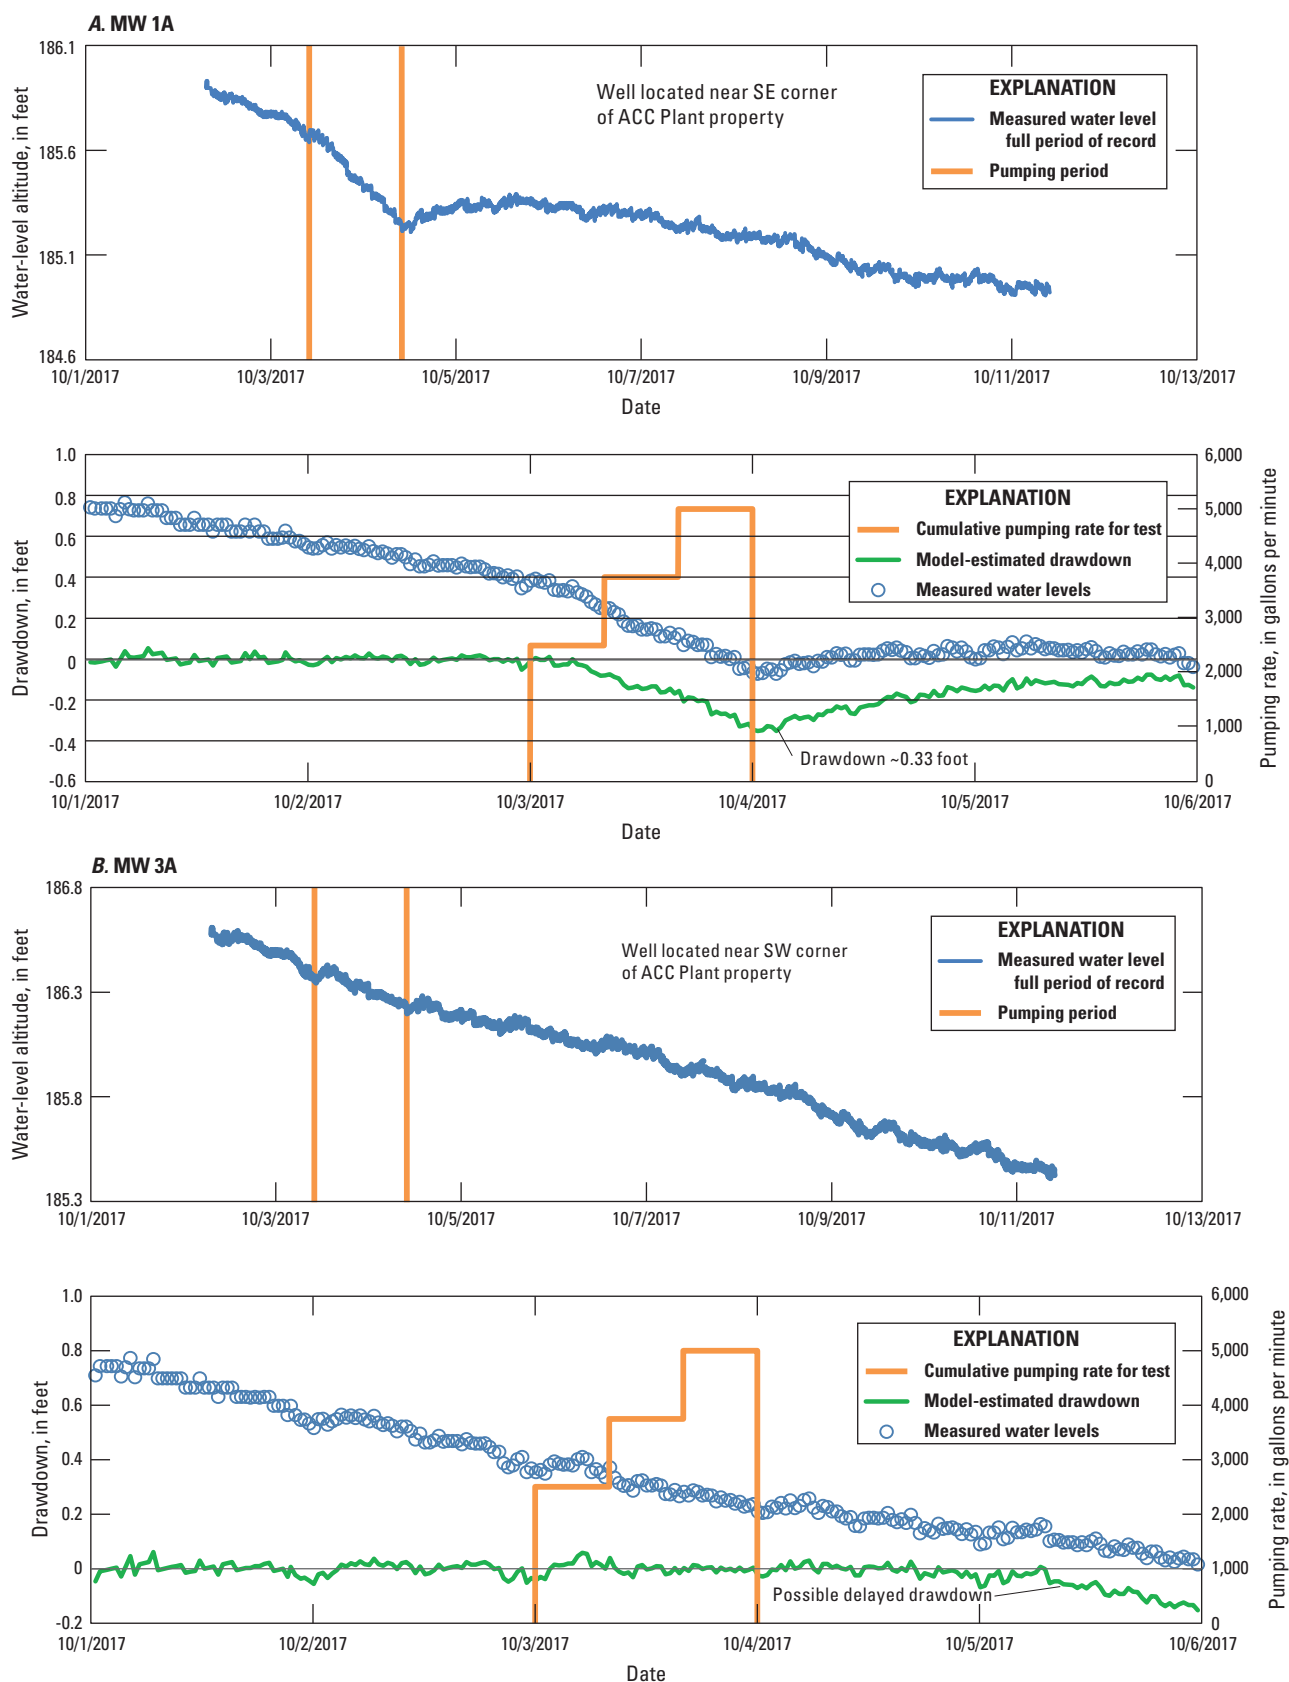 A. MW 1A
186.1
185.6
185.1
184.6
Water-level altitude, in feet
Well located near SE corner
of ACC Plant property
EXPLANATION
Measured water level
full period of record
Pumping period
10/1/2017 10/3/2017 10/5/2017 10/7/2017 10/9/2017 10/11/2017 10/13/2017
Date
1.0
0.8
0.6
0.4
0.2
0
-0.2
-0.4
-0.6
Drawdown, in feet
EXPLANATION
Cumulative pumping rate for test
Model-estimated drawdown
Measured water levels
Drawdown ~0.33 foot
6,000
5,000
4,000
3,000
2,000
1,000
0
Pumping rate, in gallons per minute
10/1/2017 10/2/2017 10/3/2017 10/4/2017 10/5/2017 10/6/2017
Date
B. MW 3A
186.8
186.3
185.8
185.3
Water-level altitude, in feet
Well located near SW corner
of ACC Plant property
EXPLANATION
Measured water level
full period of record
Pumping period
10/1/2017 10/3/2017 10/5/2017 10/7/2017 10/9/2017 10/11/2017 10/13/2017
1.0
0.8
0.6
0.4
0.2
0
-0.2
Drawdown, in feet
EXPLANATION
Cumulative pumping rate for test
Model-estimated drawdown
Measured water levels
Possible delayed drawdown
6,000
5,000
4,000
3,000
2,000
1,000
0
Pumping rate, in gallons per minute
10/1/2017 10/2/2017 10/3/2017 10/4/2017 10/5/2017 10/6/2017
Date